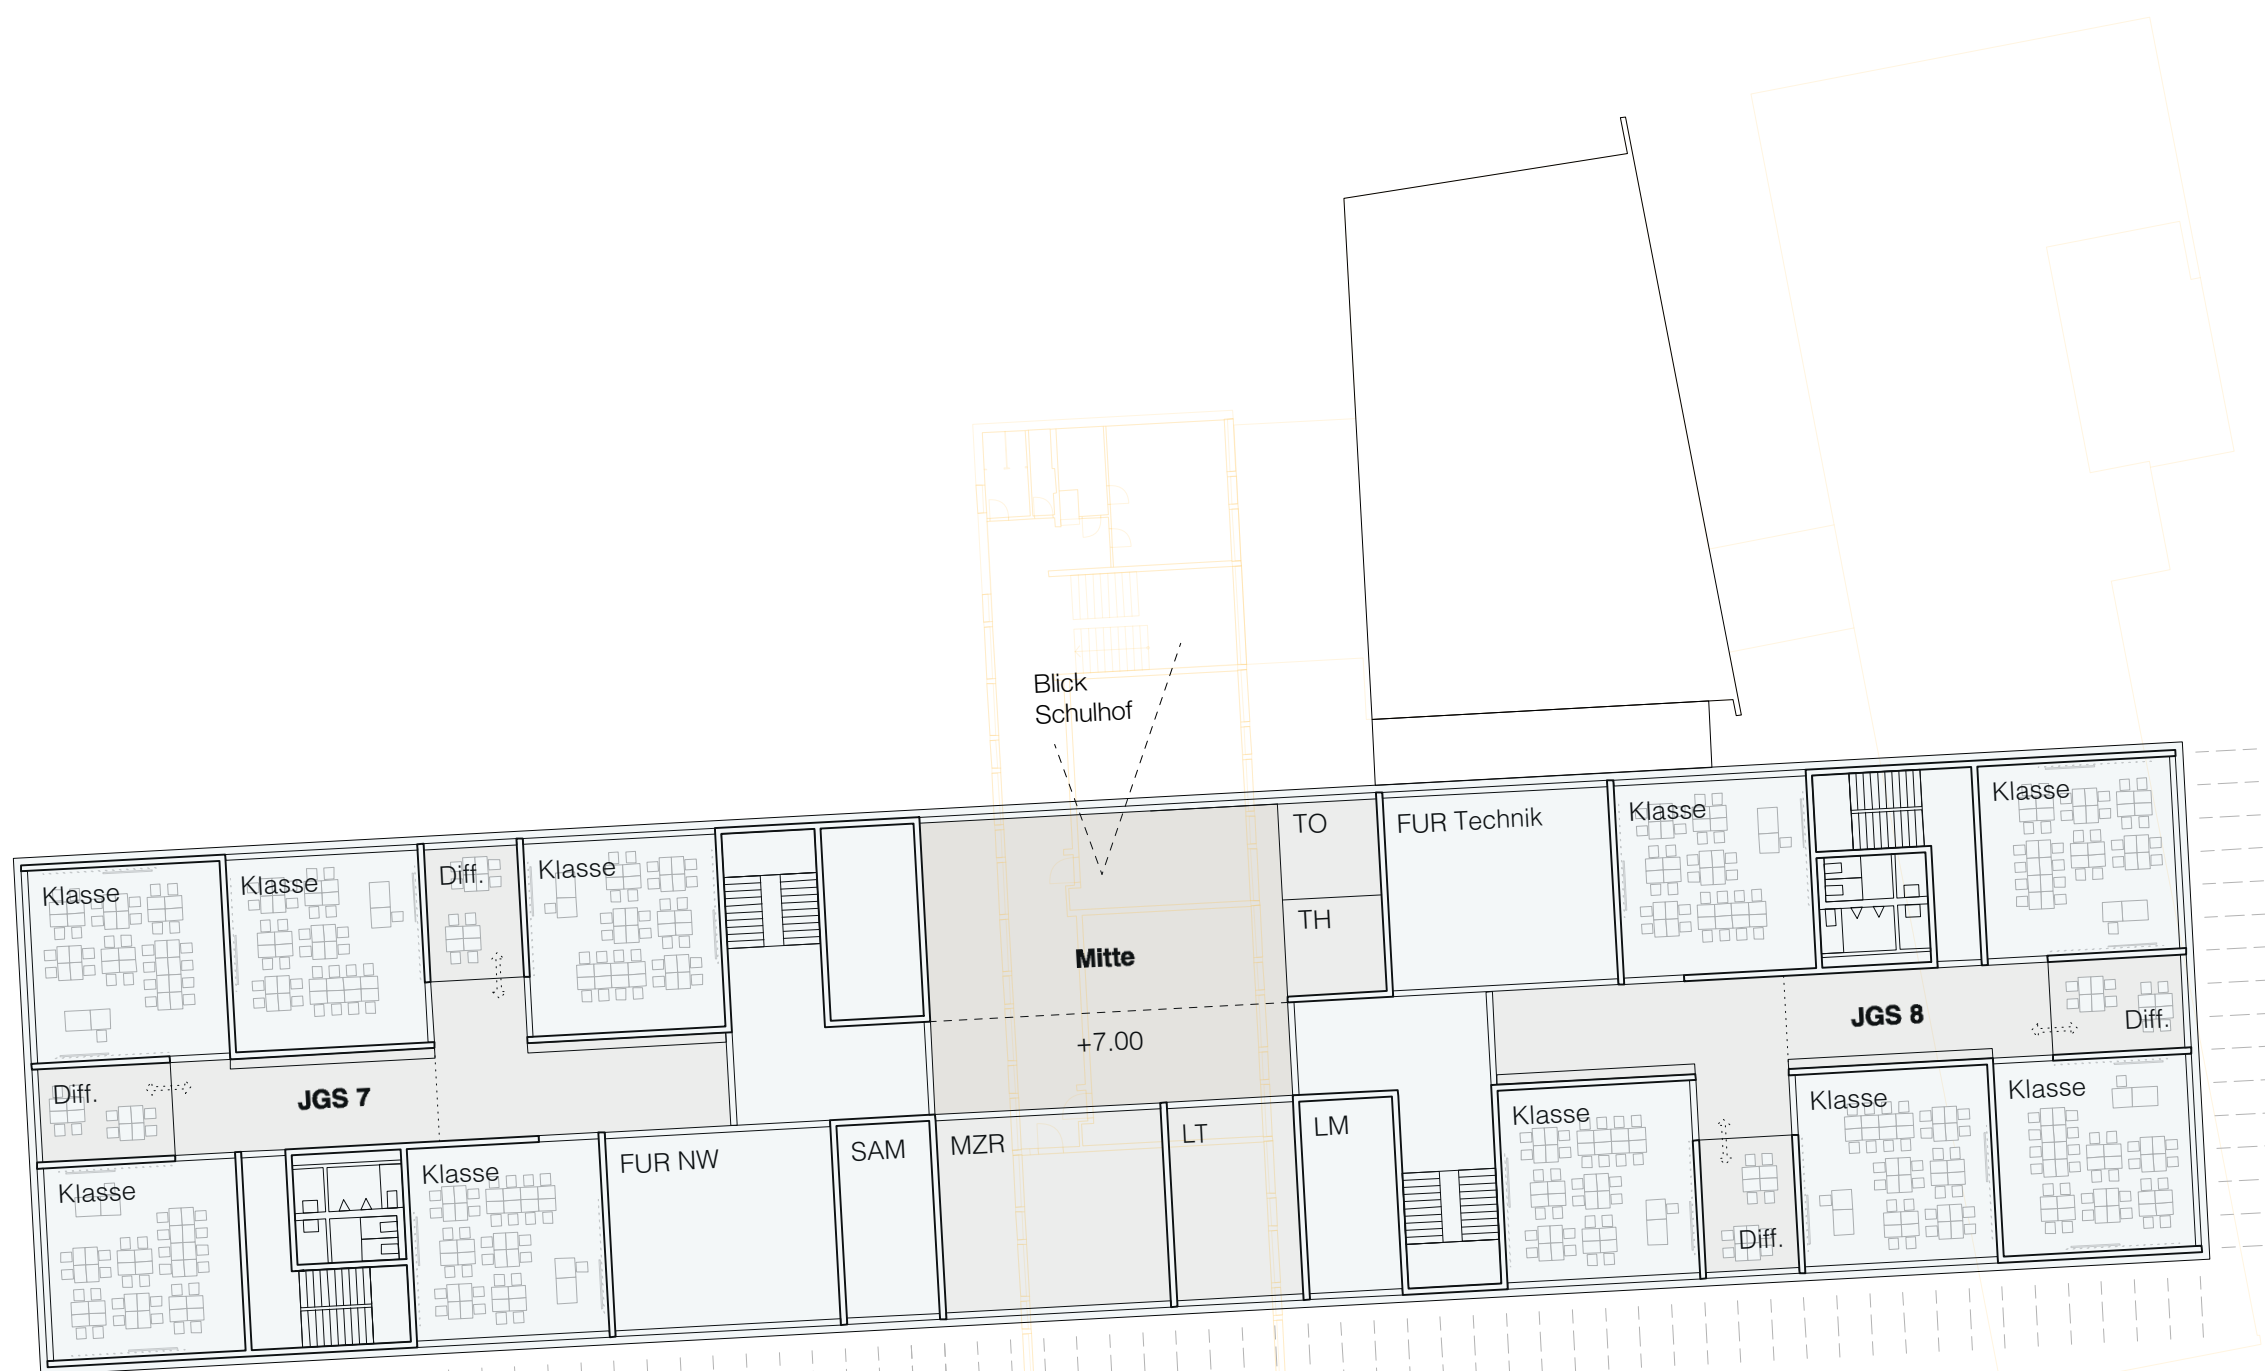 Blick
Schulhof
Klasse
Klasse
Diff.
Klasse
Mitte
+7.00
TO
TH
FUR Technik
Klasse
Klasse
Diff.
JGS 7
JGS 8
Diff.
Klasse
Klasse
FUR NW
SAM
MZR
LT
LM
Klasse
Diff.
Klasse
Klasse